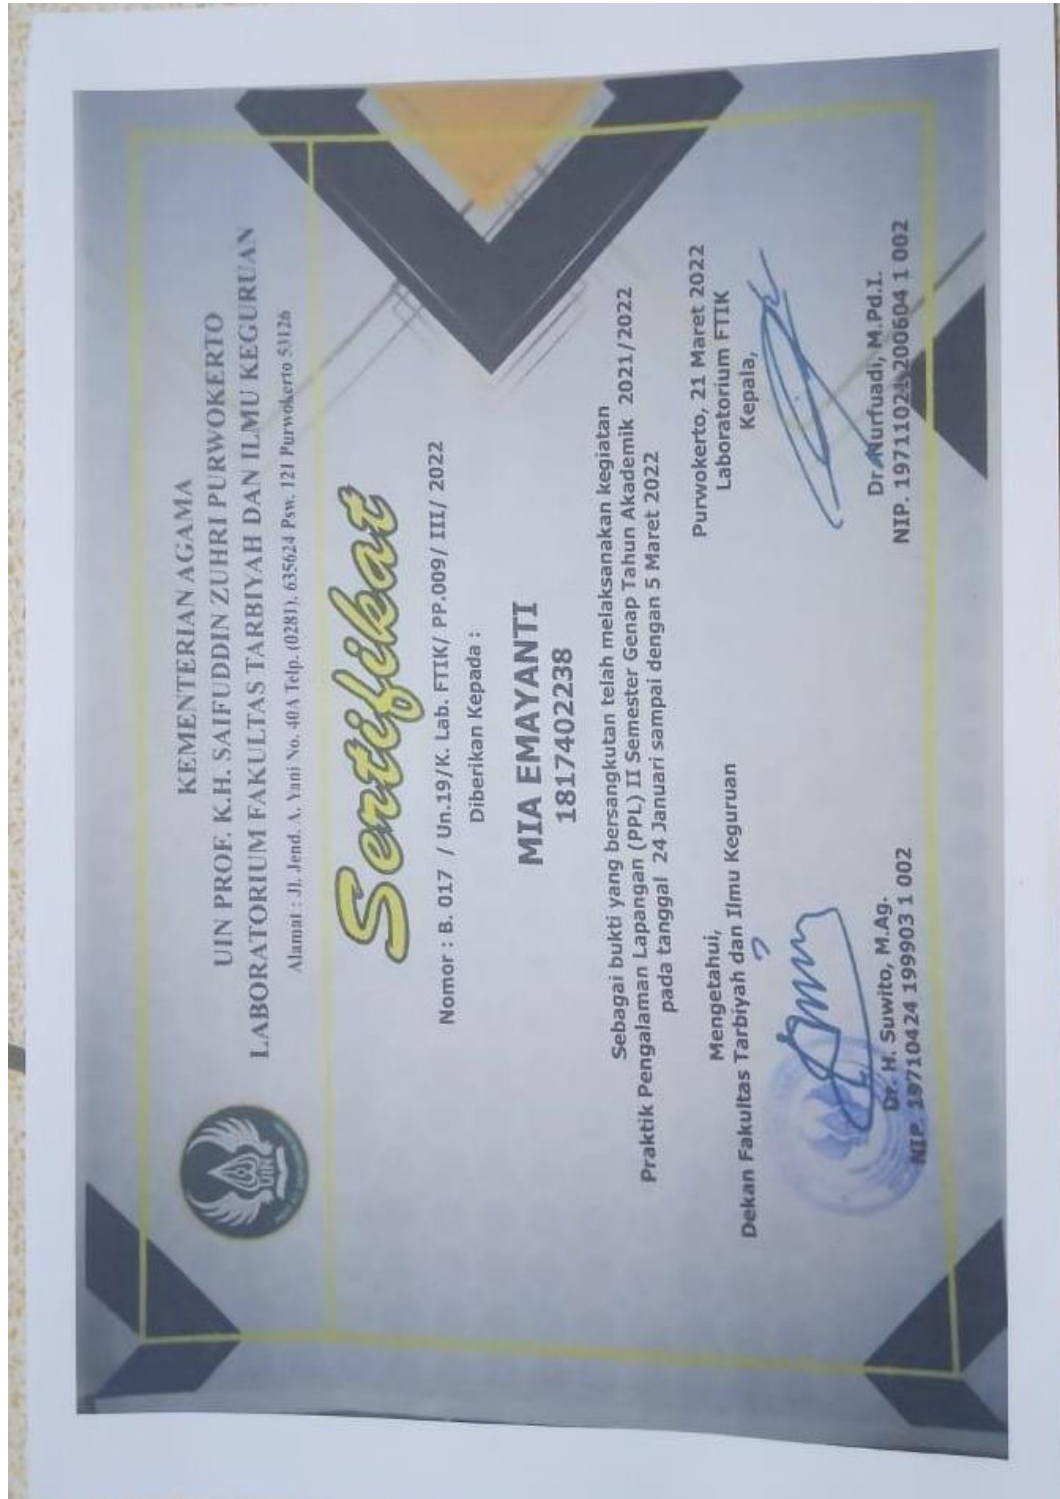 KEMENTERIAN AGAMA
UIN PROF. K.H. SAIFUDDIN ZUHRI PURWOKERTO
LABORATORIUM FAKULTAS TARBIYAH DAN ILMU KEGURUAN
Alamat : Jl. Jend. A. Yani No. 40A Telp. (0281). 635624 Psw. 121 Purwokerto 53126
UIN
Sertifikat
Nomor : B. 017 / Un.19/K. Lab. FTIK/ PP.009/ III/ 2022
Diberikan Kepada :
MIA EMAYANTI
1817402238
Sebagai bukti yang bersangkutan telah melaksanakan kegiatan
Praktik Pengalaman Lapangan (PPL) II Semester Genap Tahun Akademik 2021/2022
pada tanggal 24 Januari sampai dengan 5 Maret 2022
Mengetahui,
Dekan Fakultas Tarbiyah dan Ilmu Keguruan
Dr. H. Suwito, M.Ag.
NIP. 19710424 199903 1 002
Purwokerto, 21 Maret 2022
Laboratorium FTIK
Kepala,
Dr. Nurfuadi, M.Pd.I.
NIP. 19711021 200604 1 002